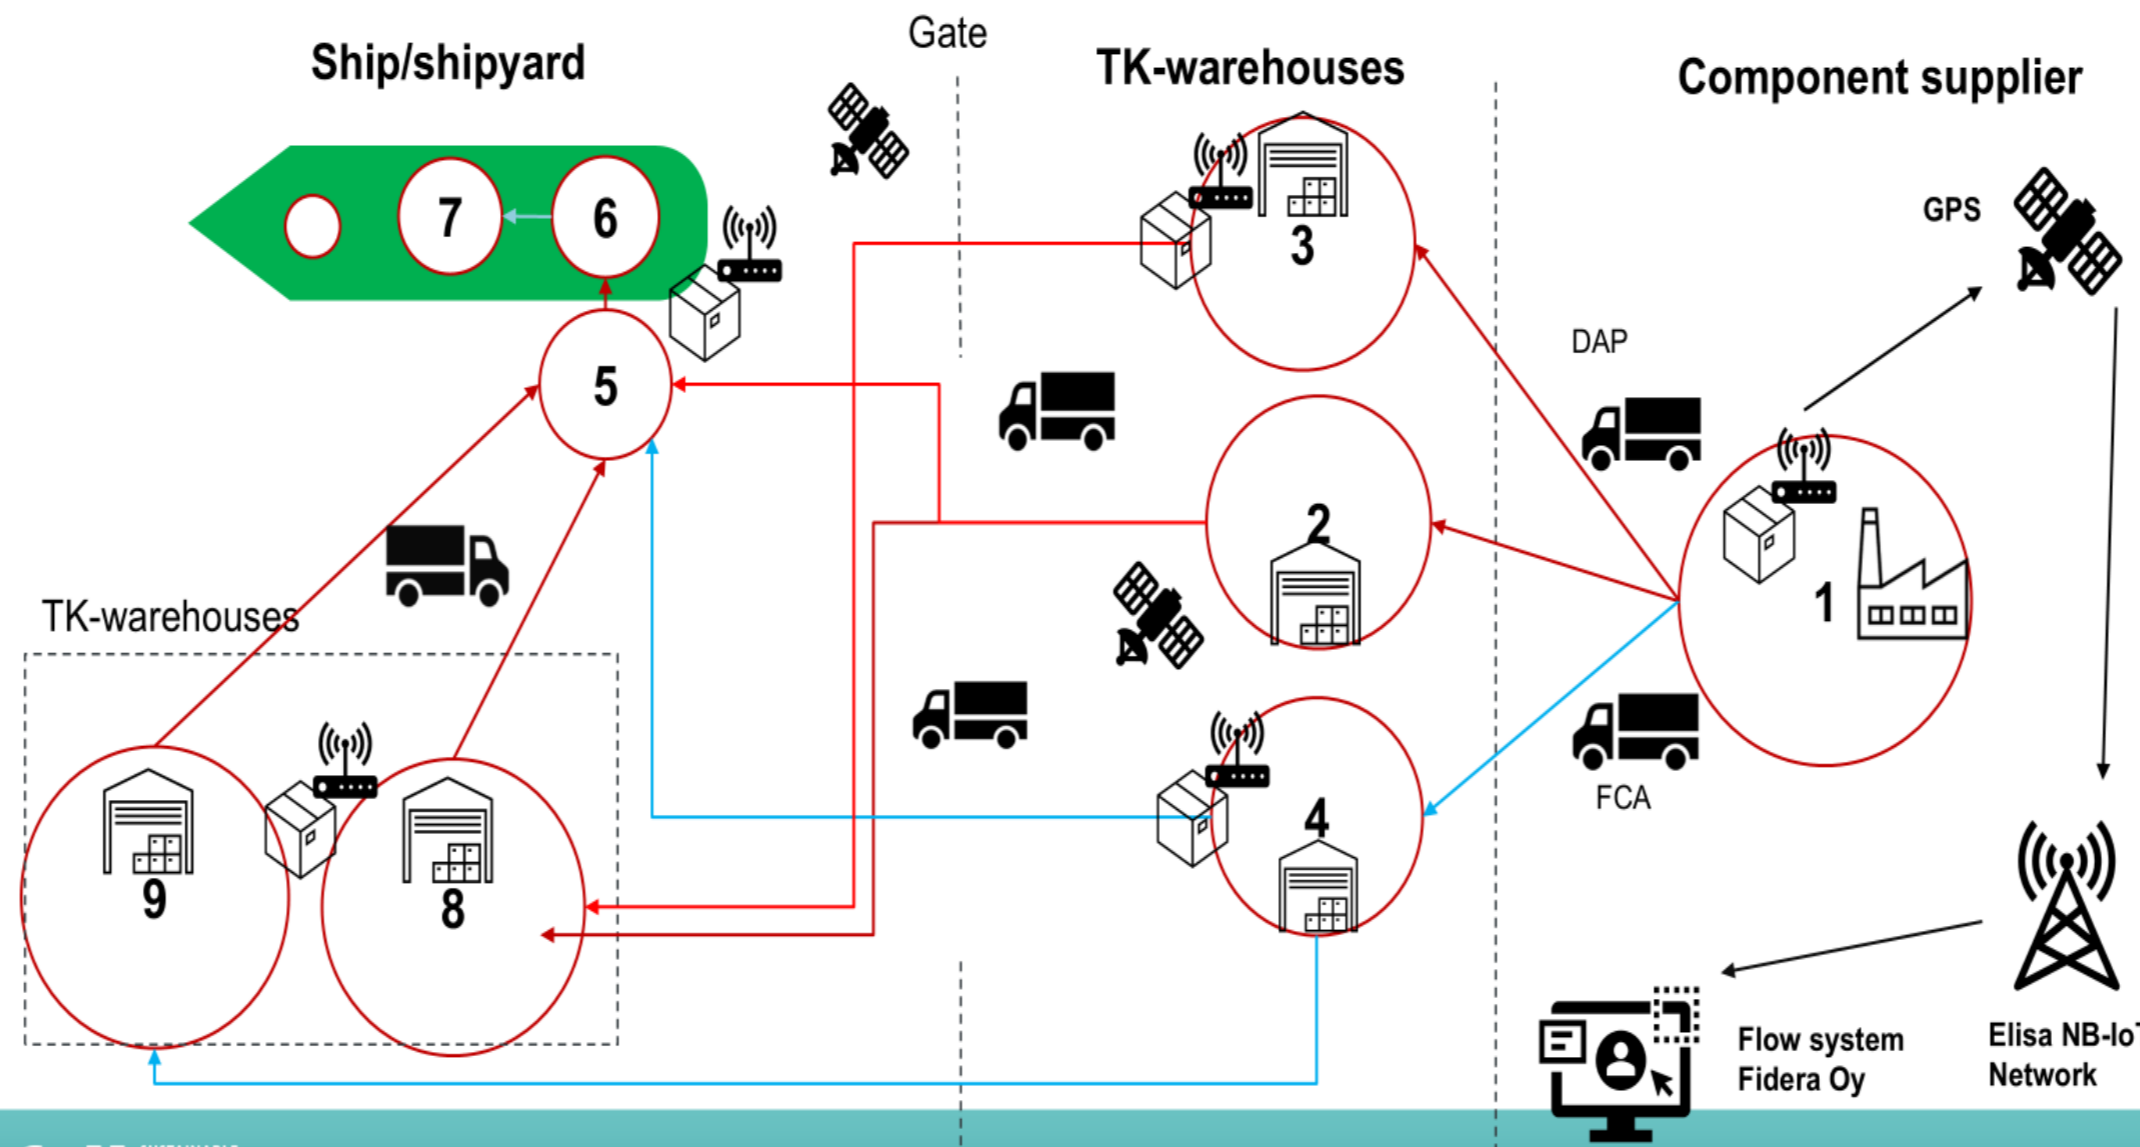 Gate
Ship/shipyard
TK-warehouses
Component supplier
7
6
3
GPS
DAP
5
2
1
TK-warehouses
4
FCA
9
8
Flow system
Fidera Oy
Elisa NB-IoT
Network